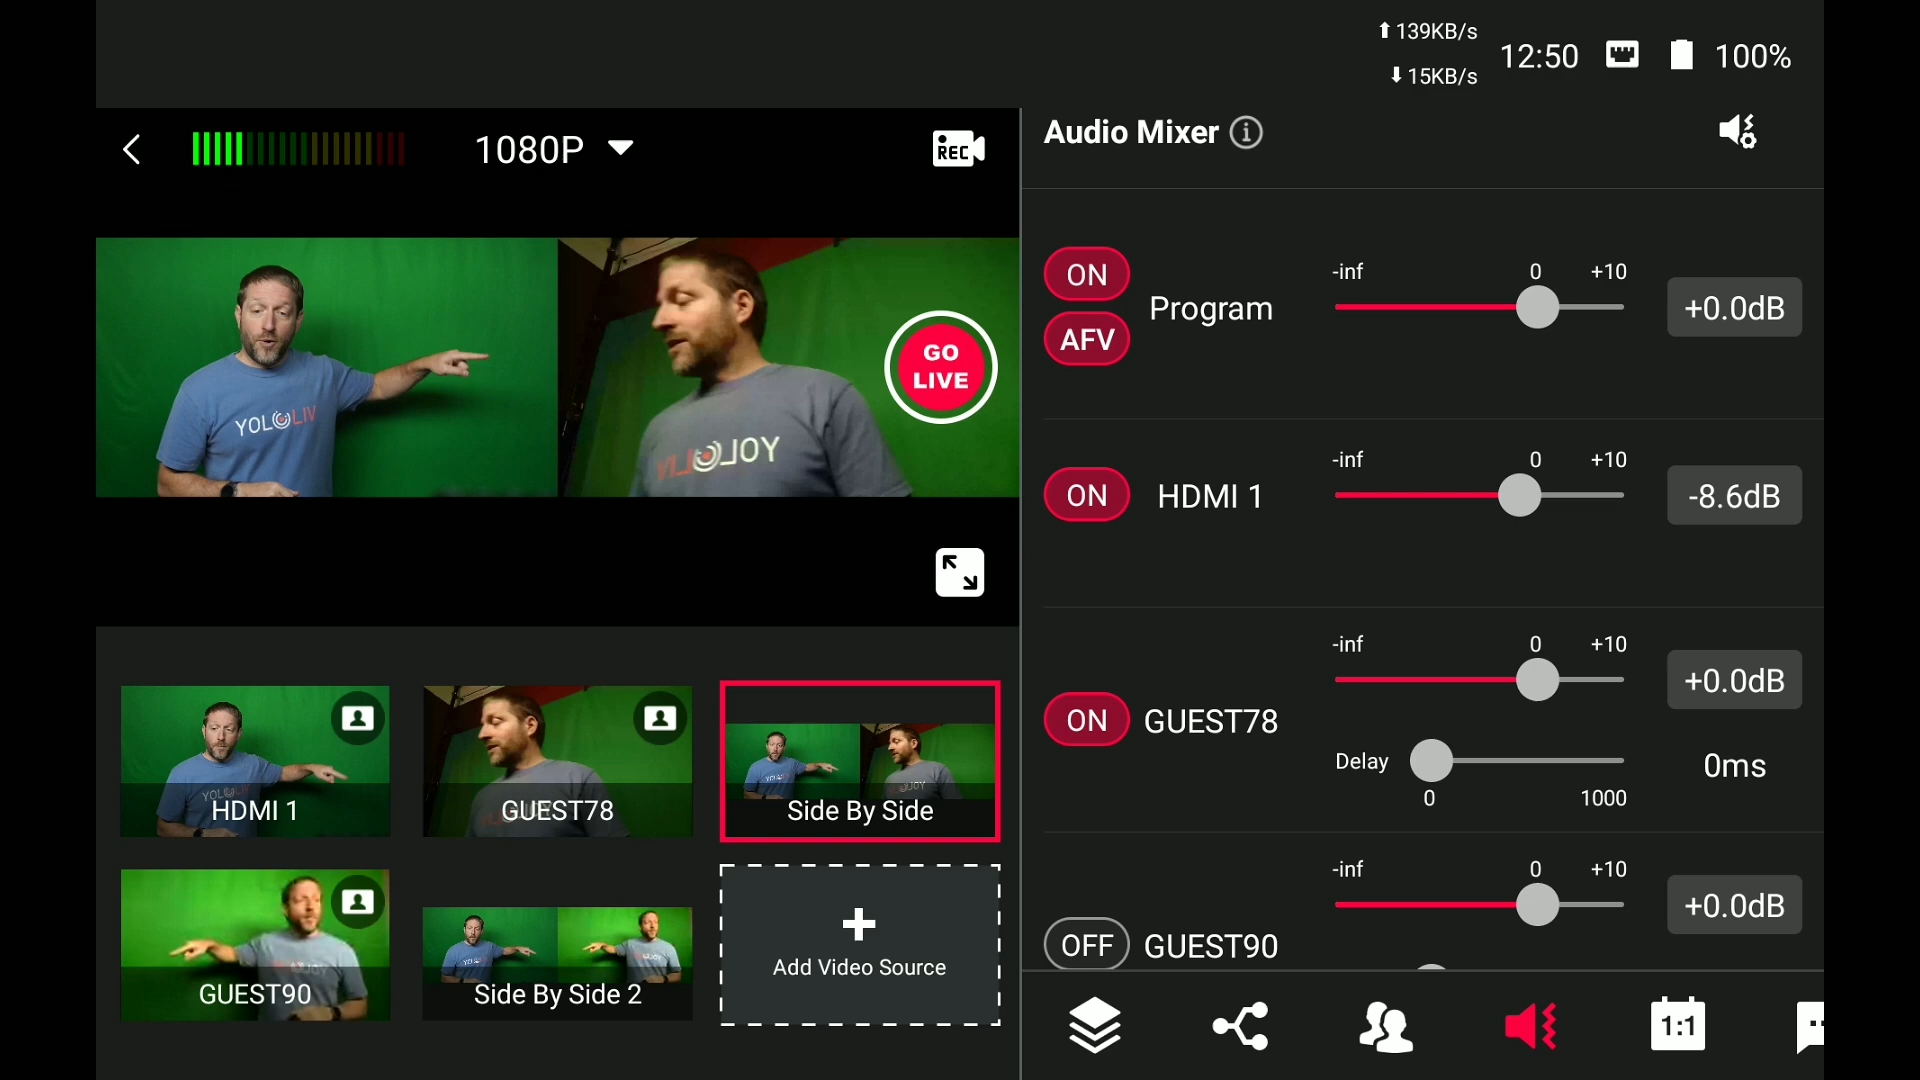 139KB/s
15KB/s
12:50
100%
1080P
REC
Audio Mixer
ON
AFV
Program
-inf 0 +10
+0.0dB
YOLOLIV
YOLOLIV
GO
LIVE
ON
HDMI 1
-inf 0 +10
-8.6dB
ON
GUEST78
-inf 0 +10
+0.0dB
Delay
0 1000
0ms
OFF
GUEST90
-inf 0 +10
+0.0dB
HDMI 1
GUEST78
Side By Side
GUEST90
Side By Side 2
Add Video Source
1:1